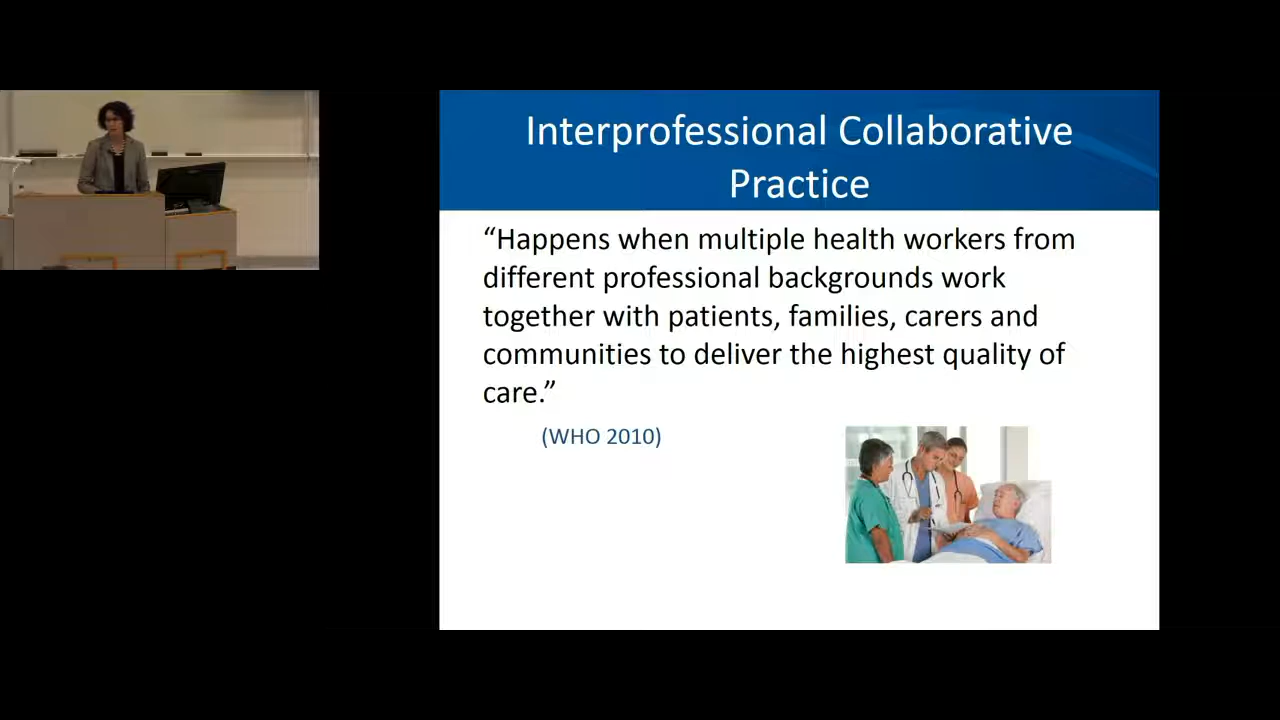 Interprofessional Collaborative
Practice
“Happens when multiple health workers from
different professional backgrounds work
together with patients, families, carers and
communities to deliver the highest quality of
care.”
(WHO 2010)